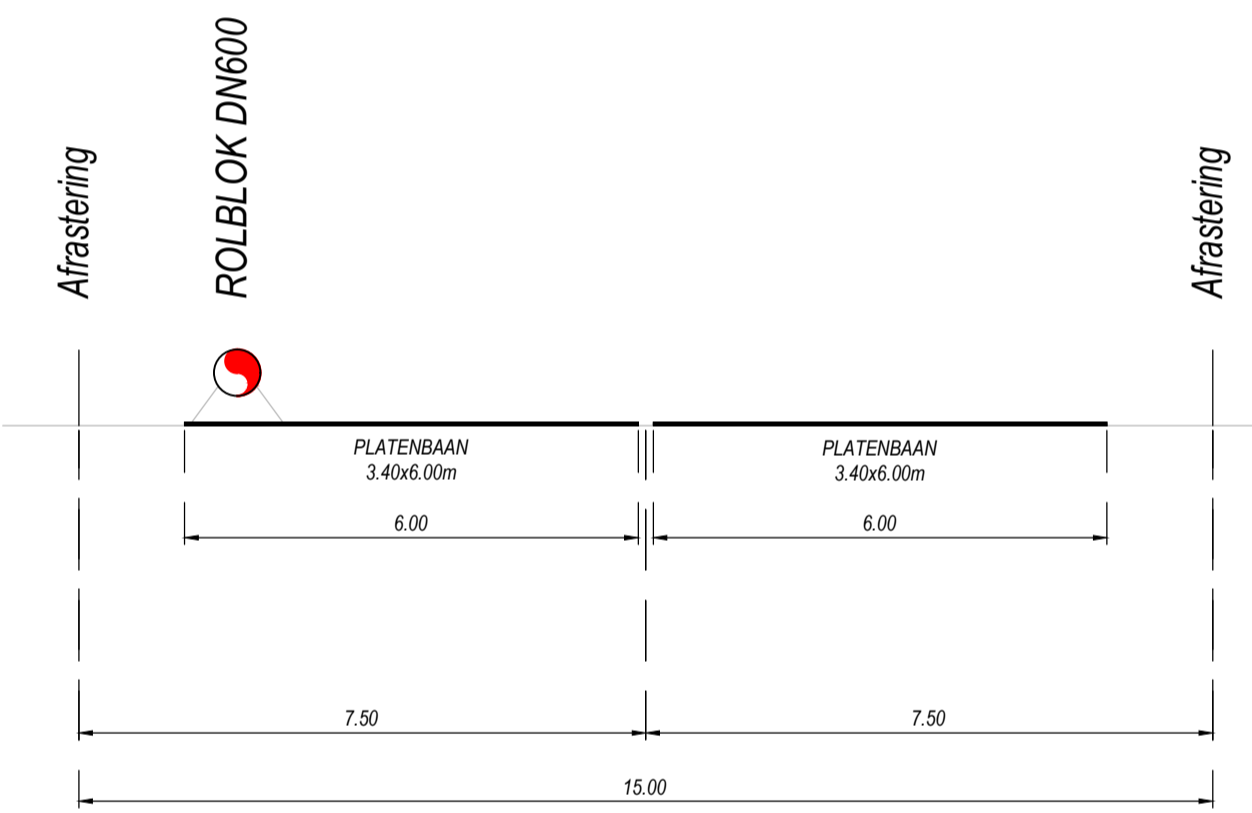 Afrastering
ROLBLOK DN600
Afrastering
PLATENBAAN
3.40x6.00m
PLATENBAAN
3.40x6.00m
6.00
6.00
7.50
7.50
15.00